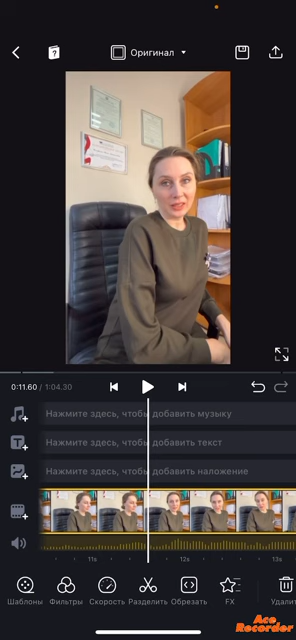 Оригинал
0:11.60 / 1:04.30
Нажмите здесь, чтобы добавить музыку
Нажмите здесь, чтобы добавить текст
Нажмите здесь, чтобы добавить наложение
11s 12s 13s
Шаблоны Фильтры Скорость Разделить Обрезать FX Удалит
Ace
Recorder